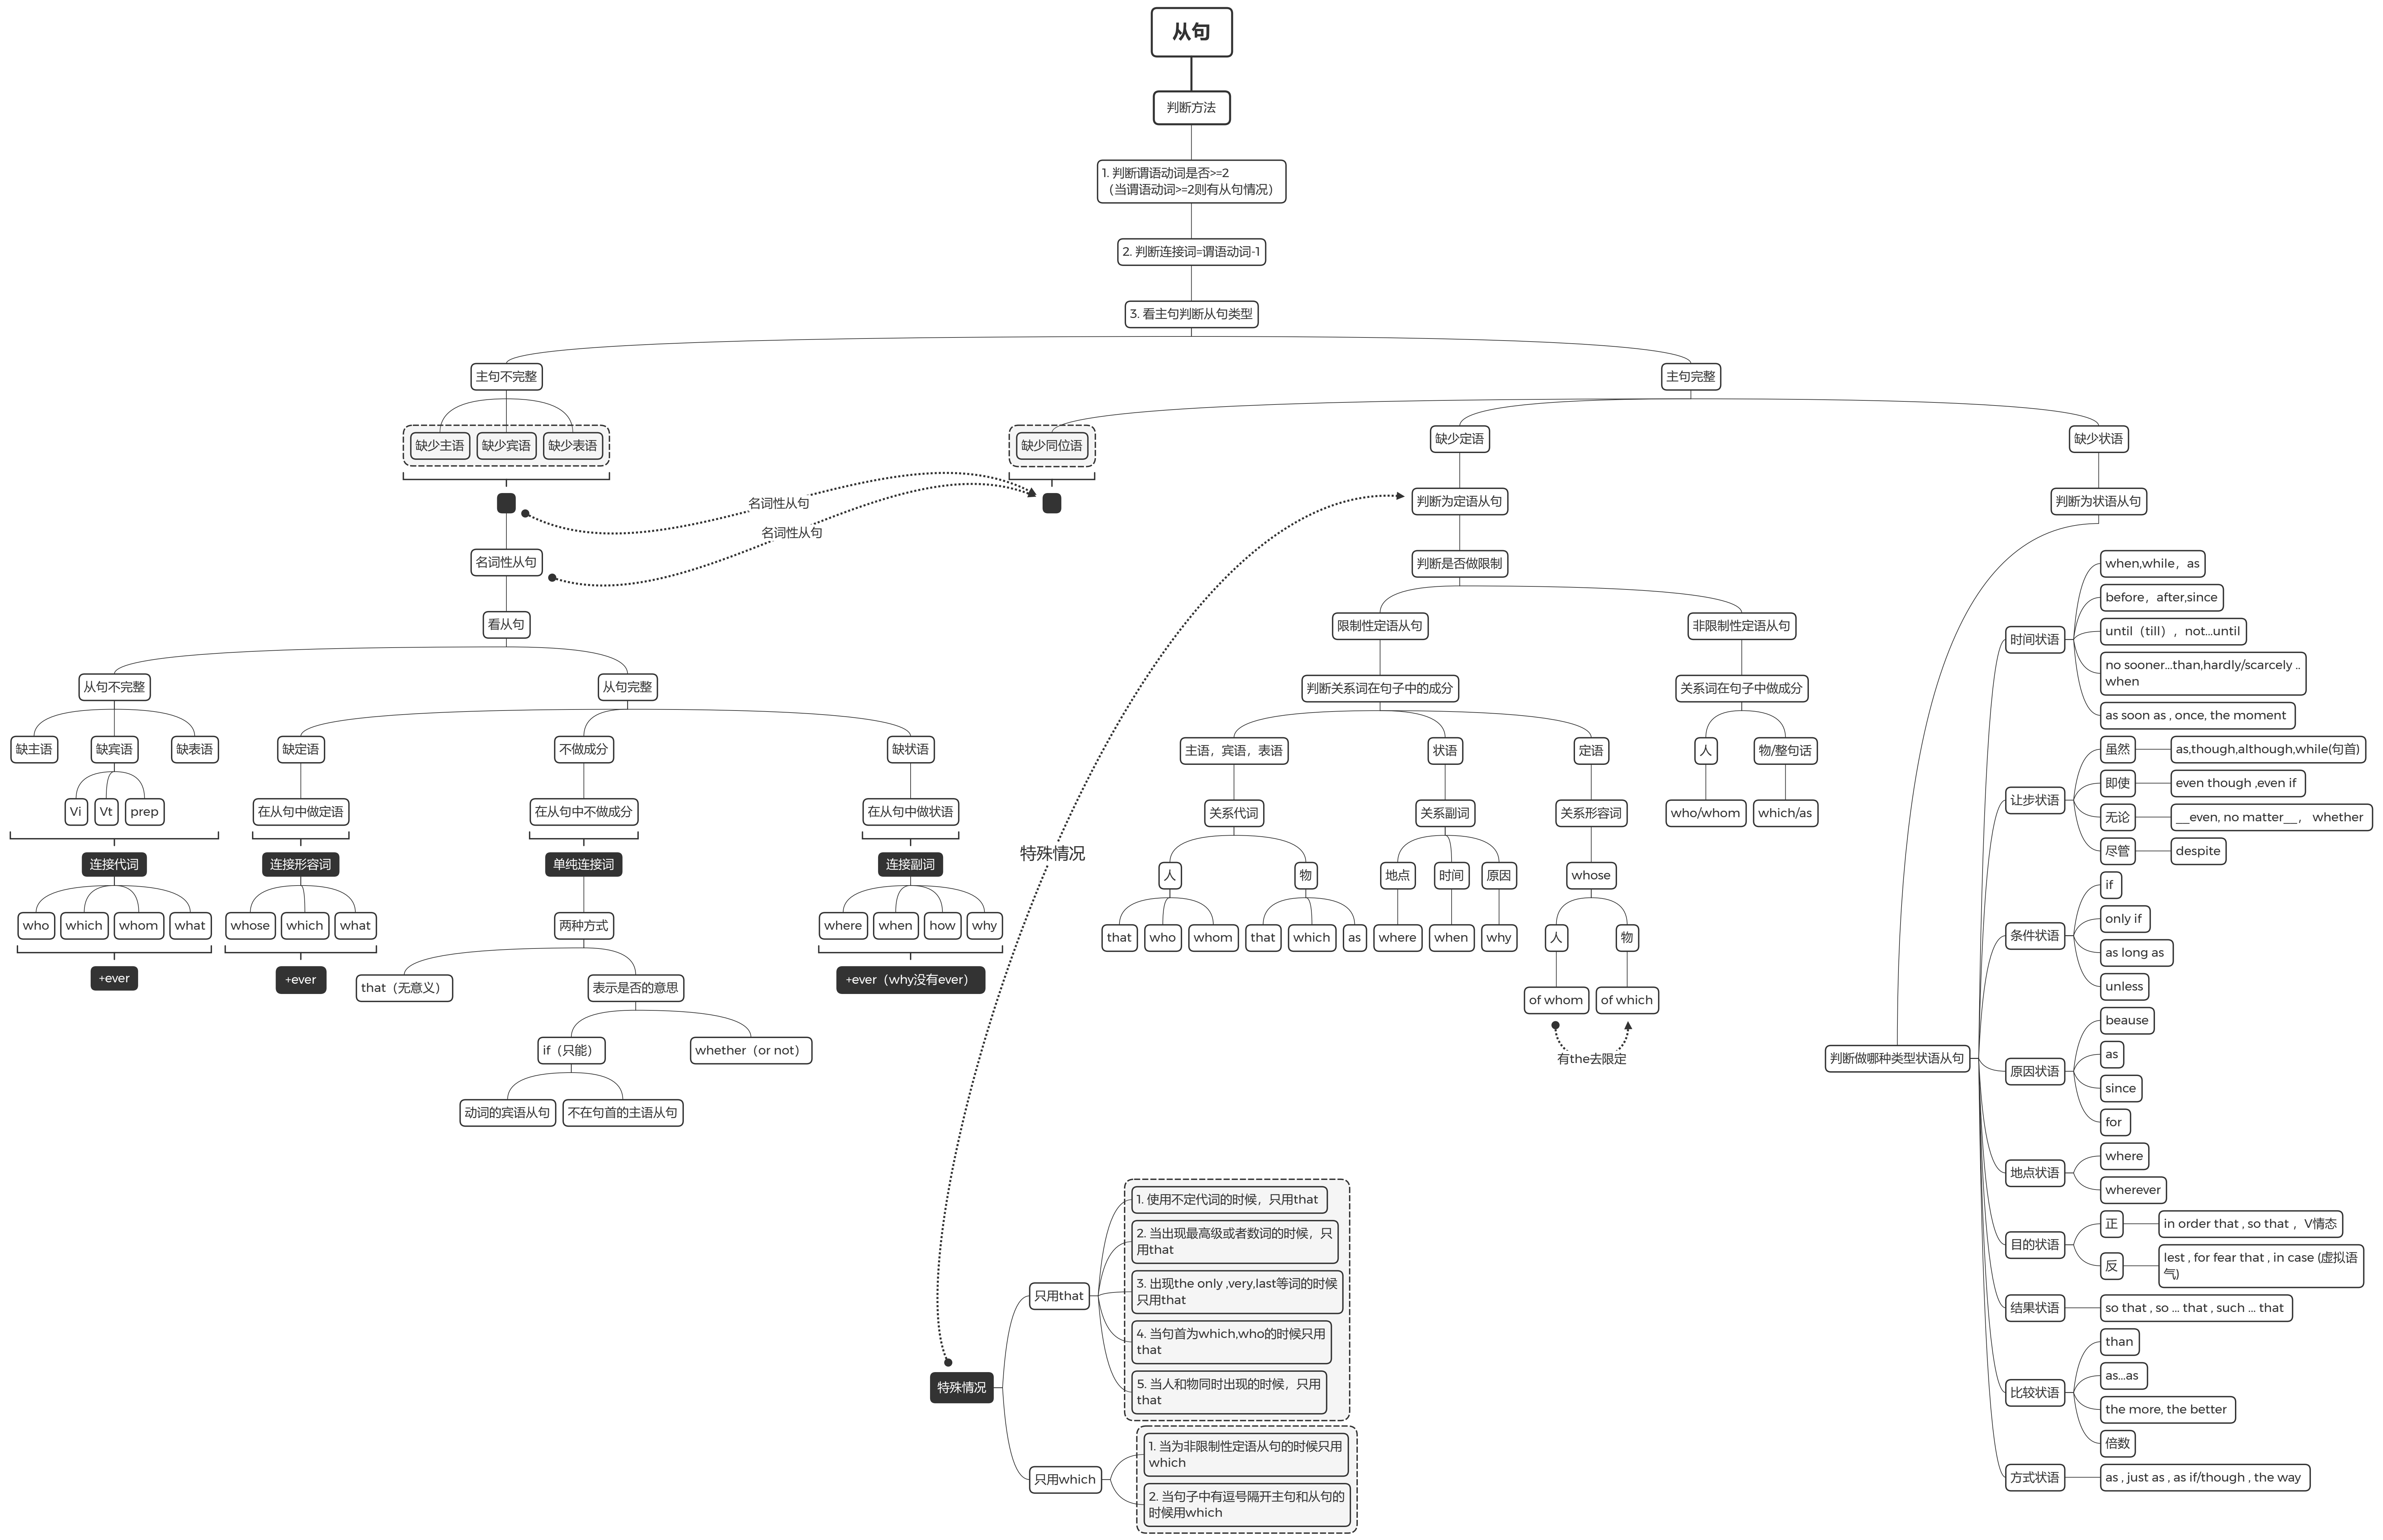 从句
判断方法
1. 判断谓语动词是否>=2
（当谓语动词>=2则有从句情况）
2. 判断连接词=谓语动词-1
3. 看主句判断从句类型
主句不完整
缺少主语
缺少宾语
缺少表语
名词性从句
名词性从句
名词性从句
看从句
从句不完整
缺主语
缺宾语
缺表语
Vi
Vt
prep
连接代词
who
which
whom
what
+ever
从句完整
缺定语
在从句中做定语
连接形容词
whose
which
what
+ever
不做成分
在从句中不做成分
单纯连接词
两种方式
that（无意义）
表示是否的意思
if（只能）
whether（or not）
动词的宾语从句
不在句首的主语从句
缺状语
在从句中做状语
连接副词
where
when
how
why
+ever（why没有ever）
主句完整
缺少同位语
缺少定语
判断为定语从句
判断是否做限制
限制性定语从句
判断关系词在句子中的成分
主语，宾语，表语
关系代词
人
that
who
whom
物
that
which
as
状语
关系副词
地点
where
时间
when
原因
why
定语
关系形容词
whose
人
of whom
物
of which
有the去限定
非限制性定语从句
关系词在句子中做成分
人
who/whom
物/整句话
which/as
特殊情况
特殊情况
只用that
1. 使用不定代词的时候，只用that
2. 当出现最高级或者数词的时候，只
用that
3. 出现the only ,very,last等词的时候
只用that
4. 当句首为which,who的时候只用
that
5. 当人和物同时出现的时候，只用
that
只用which
1. 当为非限制性定语从句的时候只用
which
2. 当句子中有逗号隔开主句和从句的
时候用which
缺少状语
判断为状语从句
判断做哪种类型状语从句
时间状语
when,while，as
before，after,since
until（till），not...until
no sooner...than,hardly/scarcely ..
when
as soon as , once, the moment
让步状语
虽然
as,though,although,while(句首)
即使
even though ,even if
无论
__even, no matter__， whether
尽管
despite
条件状语
if
only if
as long as
unless
原因状语
beause
as
since
for
地点状语
where
wherever
目的状语
正
in order that , so that ，V情态
反
lest , for fear that , in case (虚拟语
气)
结果状语
so that , so ... that , such ... that
比较状语
than
as...as
the more, the better
倍数
方式状语
as , just as , as if/though , the way